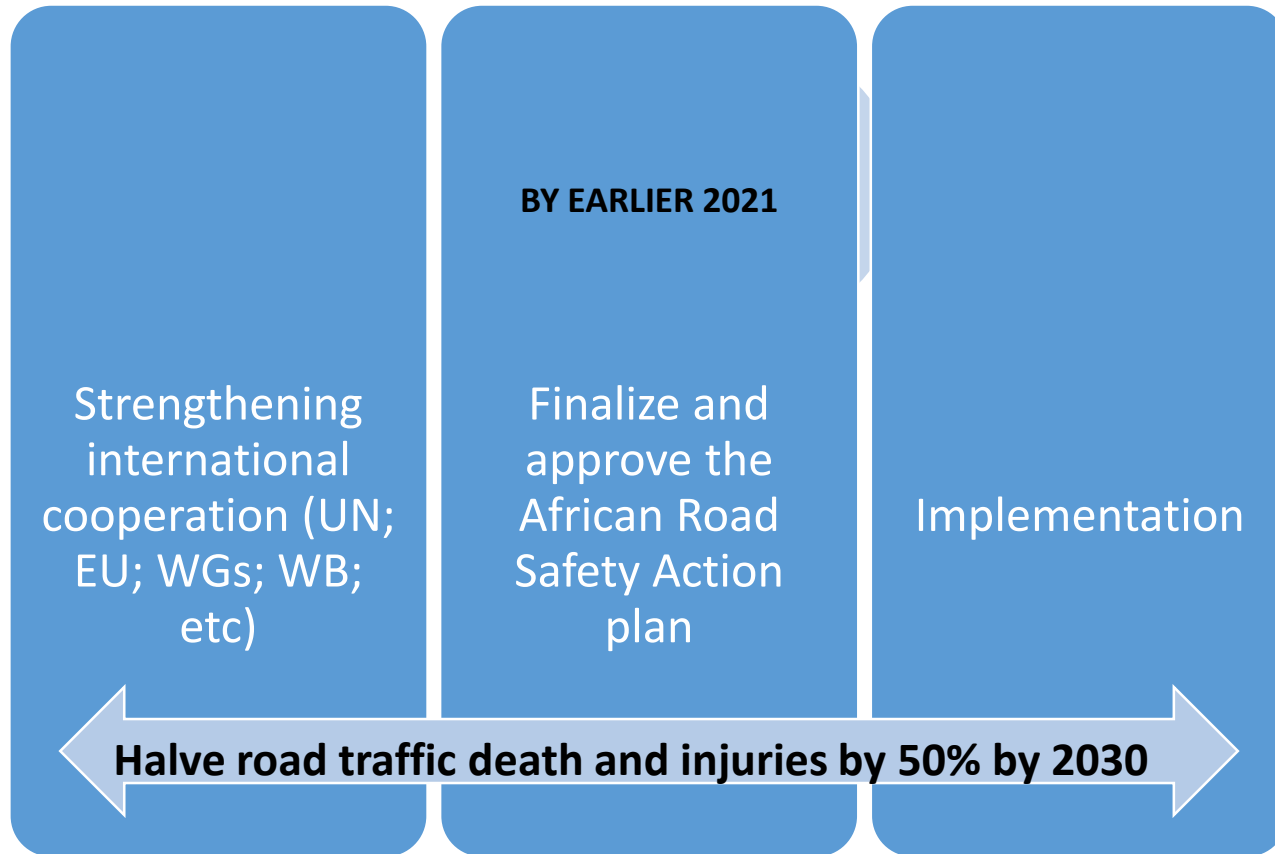 Strengthening
international
cooperation (UN;
EU; WGs; WB;
etc)
BY EARLIER 2021
Finalize and
approve the
African Road
Safety Action
plan
Implementation
Halve road traffic death and injuries by 50% by 2030